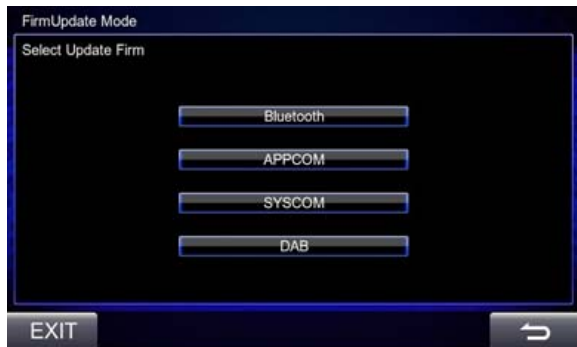 FirmUpdate Mode
Select Update Firm
Bluetooth
APPCOM
SYSCOM
DAB
EXIT